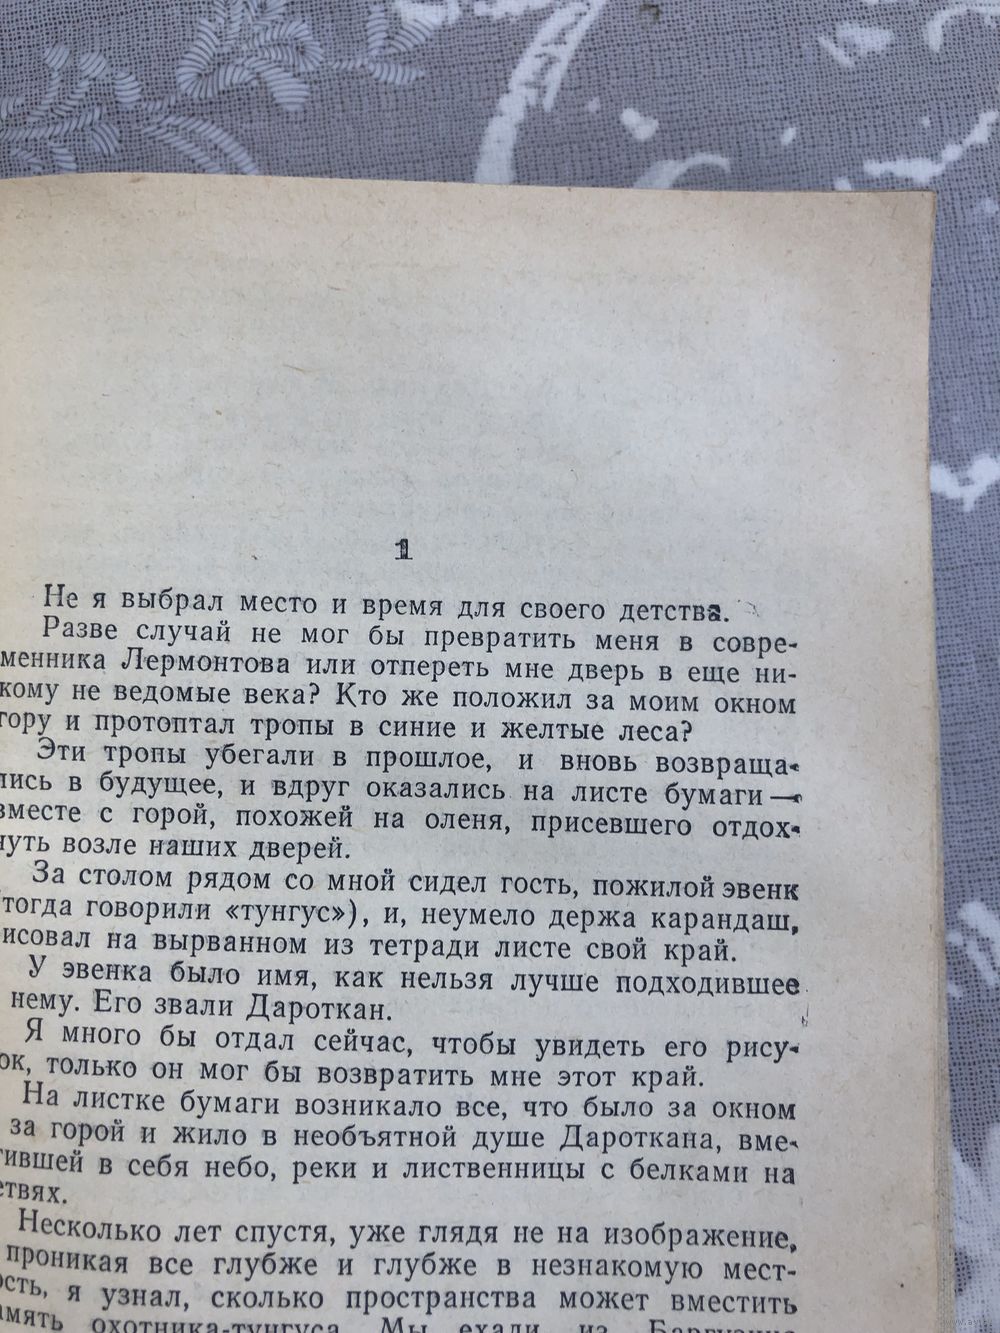 1
Не я выбрал место и время для своего детства.
Разве случай не мог бы превратить меня в совре-
менника Лермонтова или отпереть мне дверь в еще ни-
кому не ведомые века? Кто же положил за моим окном
гору и протоптал тропы в синие и желтые леса?
Эти тропы убегали в прошлое, и вновь возвраща-
лись в будущее, и вдруг оказались на листе бумаги —
вместе с горой, похожей на оленя, присевшего отдох-
нуть возле наших дверей.
За столом рядом со мной сидел гость, пожилой эвенк
тогда говорили «тунгус»), и, неумело держа карандаш,
исовал на вырванном из тетради листе свой край.
У эвенка было имя, как нельзя лучше подходившее
нему. Его звали Дароткан.
Я много бы отдал сейчас, чтобы увидеть его рису-
ок, только он мог бы возвратить мне этот край.
На листке бумаги возникало все, что было за окном
за горой и жило в необъятной душе Дароткана, вме-
тившей в себя небо, реки и лиственницы с белками на
етвях.
Несколько лет спустя, уже глядя не на изображение,
проникая все глубже и глубже в незнакомую мест-
ость, я узнал, сколько пространства может вместить
амять охотника-тунгуса. Мы ехали из